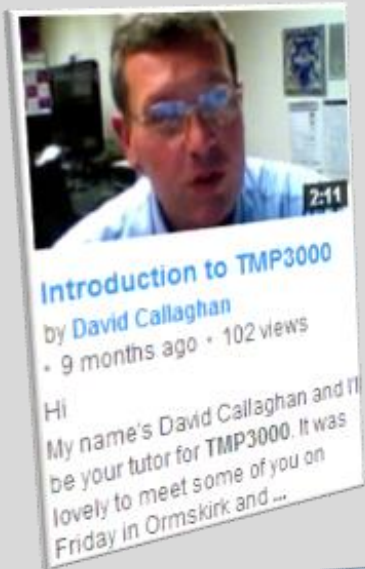 2:11
Introduction to TMP3000
by David Callaghan
• 9 months ago • 102 views
Hi
My name's David Callaghan and I'll
be your tutor for TMP3000. It was
lovely to meet some of you on
Friday in Ormskirk and ...